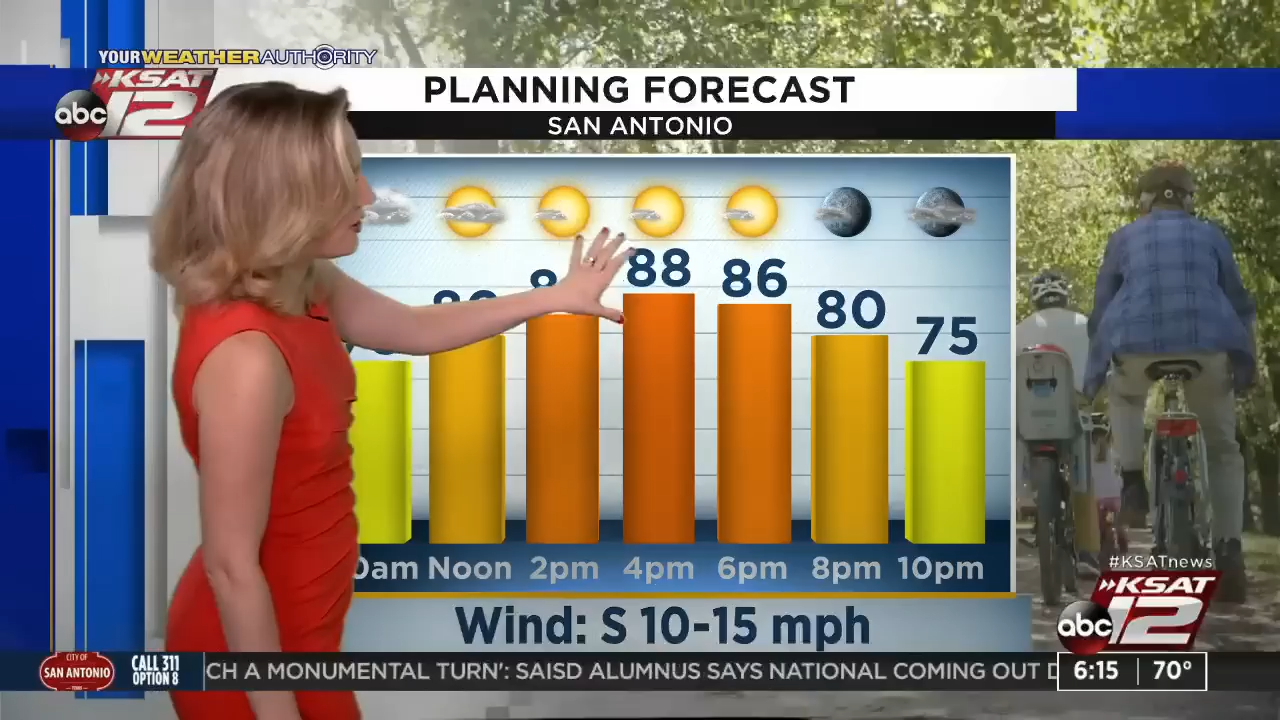 YOURWEATHERAUTHORITY
KSAT
abc 12
PLANNING FORECAST
SAN ANTONIO
88
86
80
75
Noon 2pm 4pm 6pm 8pm 10pm
Wind: S 10-15 mph
#KSATnews
KSAT
abc 12
CITY OF
SAN ANTONIO
CALL 311
OPTION 8
CH A MONUMENTAL TURN': SAISD ALUMNUS SAYS NATIONAL COMING OUT D
6:15 70°